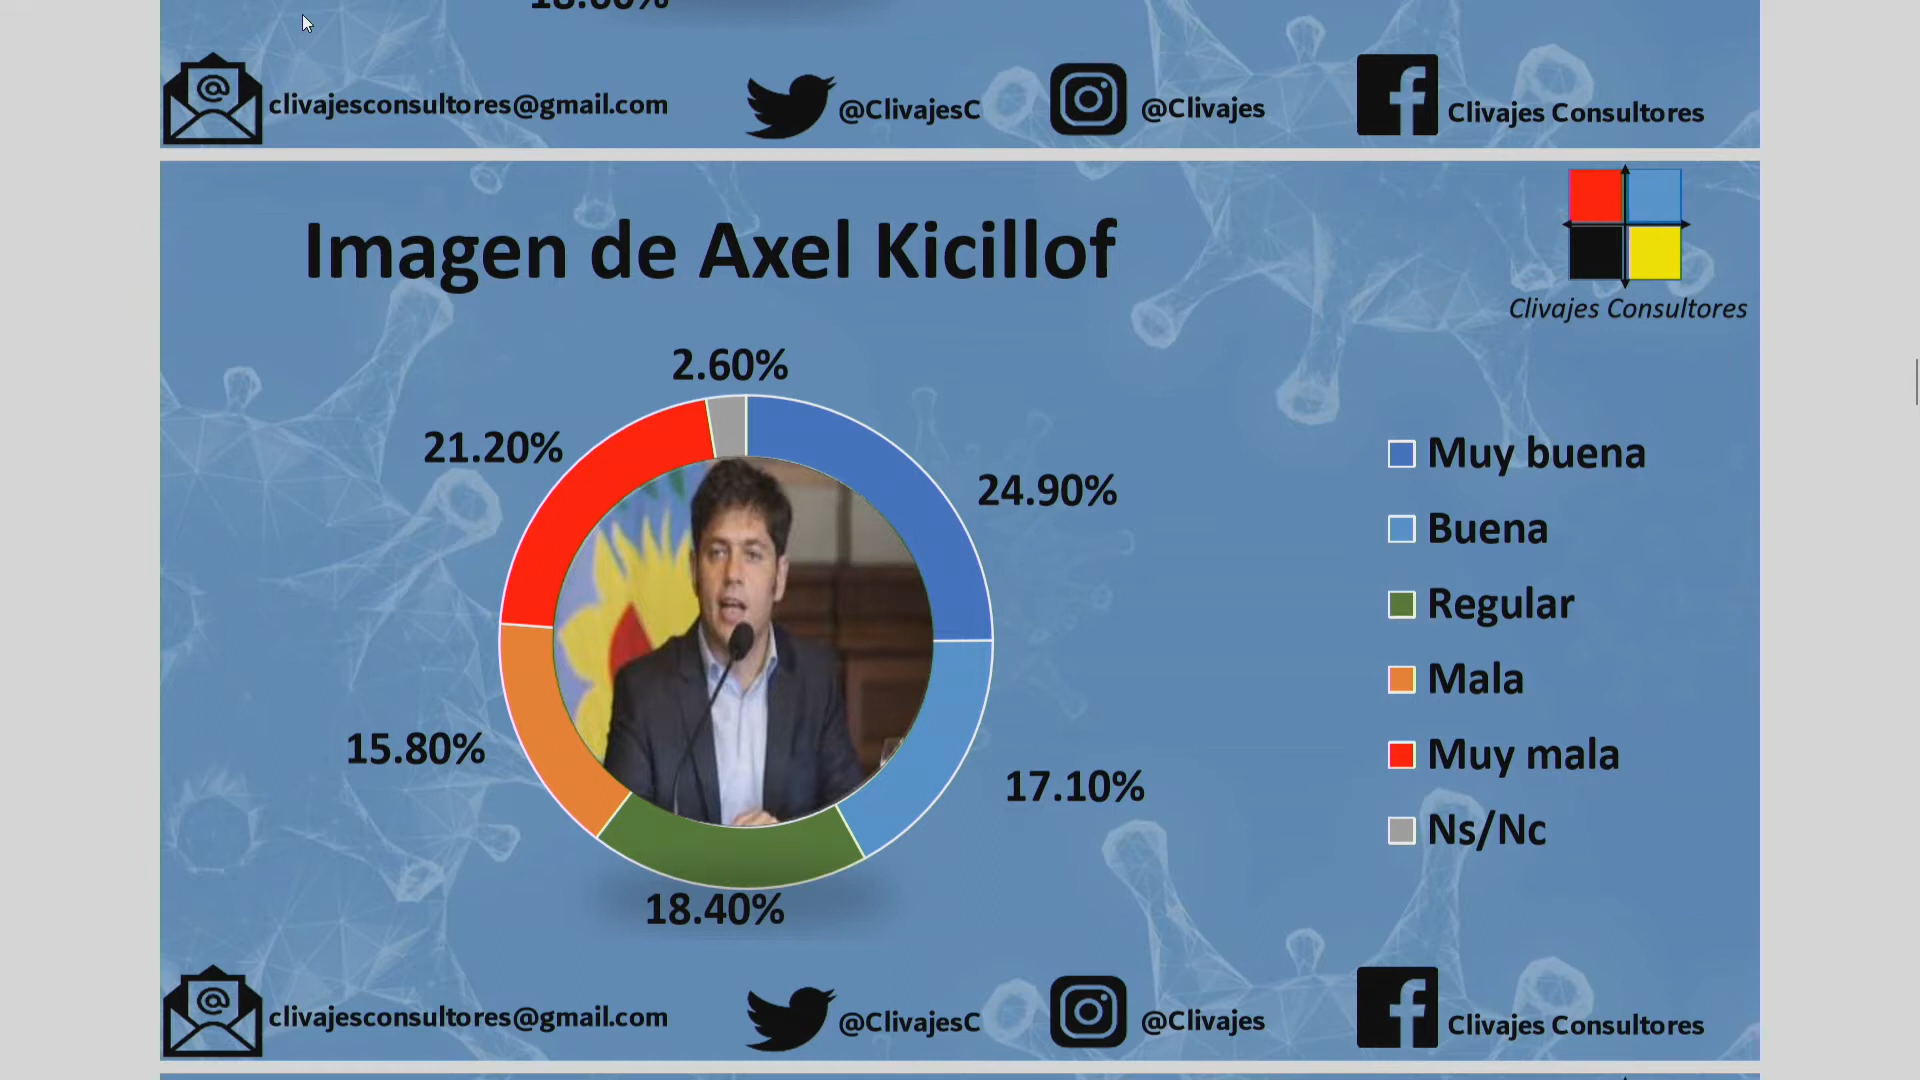 clivajesconsultores@gmail.com
@ClivajesC
@Clivajes
Clivajes Consultores
Imagen de Axel Kicillof
Clivajes Consultores
2.60%
21.20%
24.90%
15.80%
17.10%
18.40%
Muy buena
Buena
Regular
Mala
Muy mala
Ns/Nc
clivajesconsultores@gmail.com
@ClivajesC
@Clivajes
Clivajes Consultores